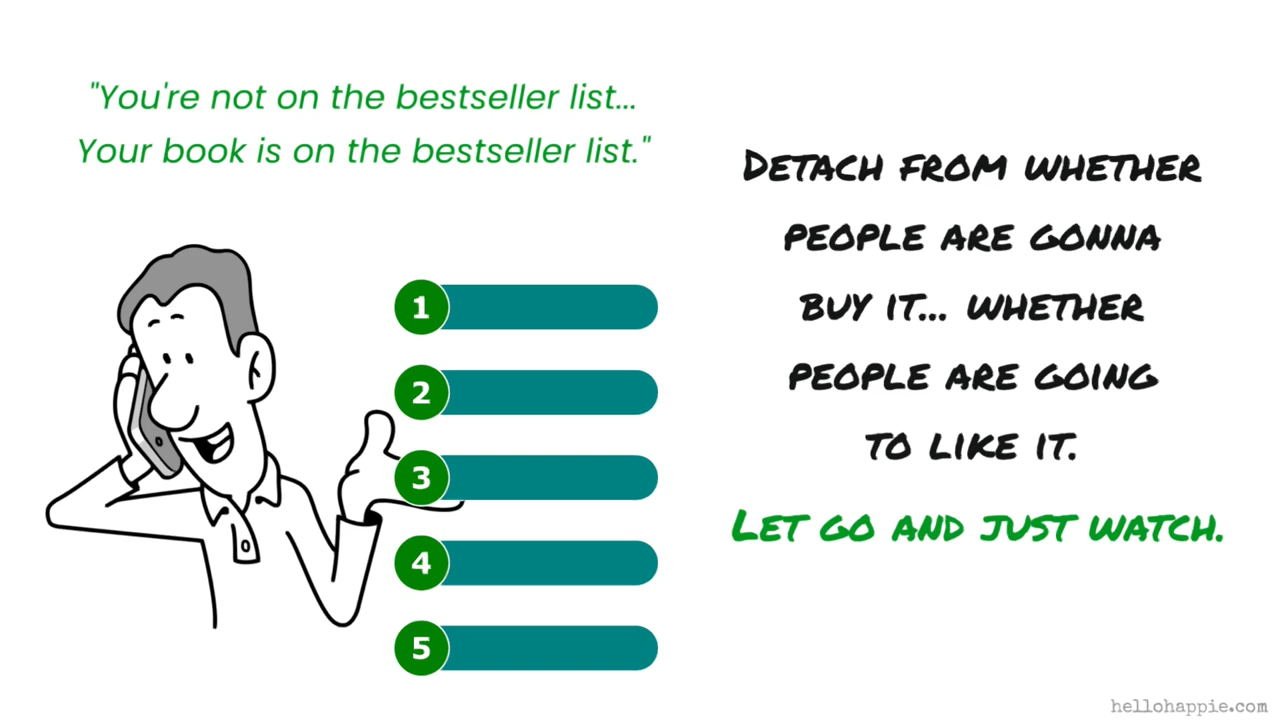 "You're not on the bestseller list...
Your book is on the bestseller list."
1
2
3
4
5
DETACH FROM WHETHER
PEOPLE ARE GONNA
BUY IT... WHETHER
PEOPLE ARE GOING
TO LIKE IT.
LET GO AND JUST WATCH.
hellohappie.com